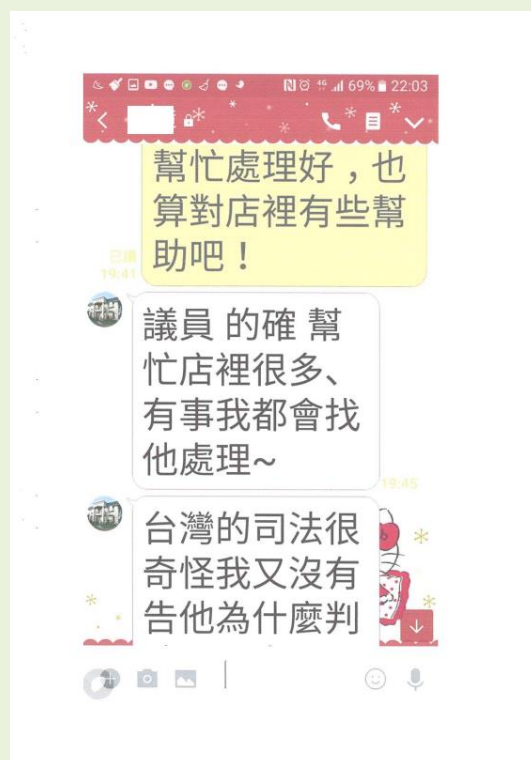 69% 22:03
幫忙處理好，也
算對店裡有些幫
助吧！
已讀
19:41
議員 的確 幫
忙店裡很多、
有事我都會找
他處理~
19:45
台灣的司法很
奇怪我又沒有
告他為什麼判